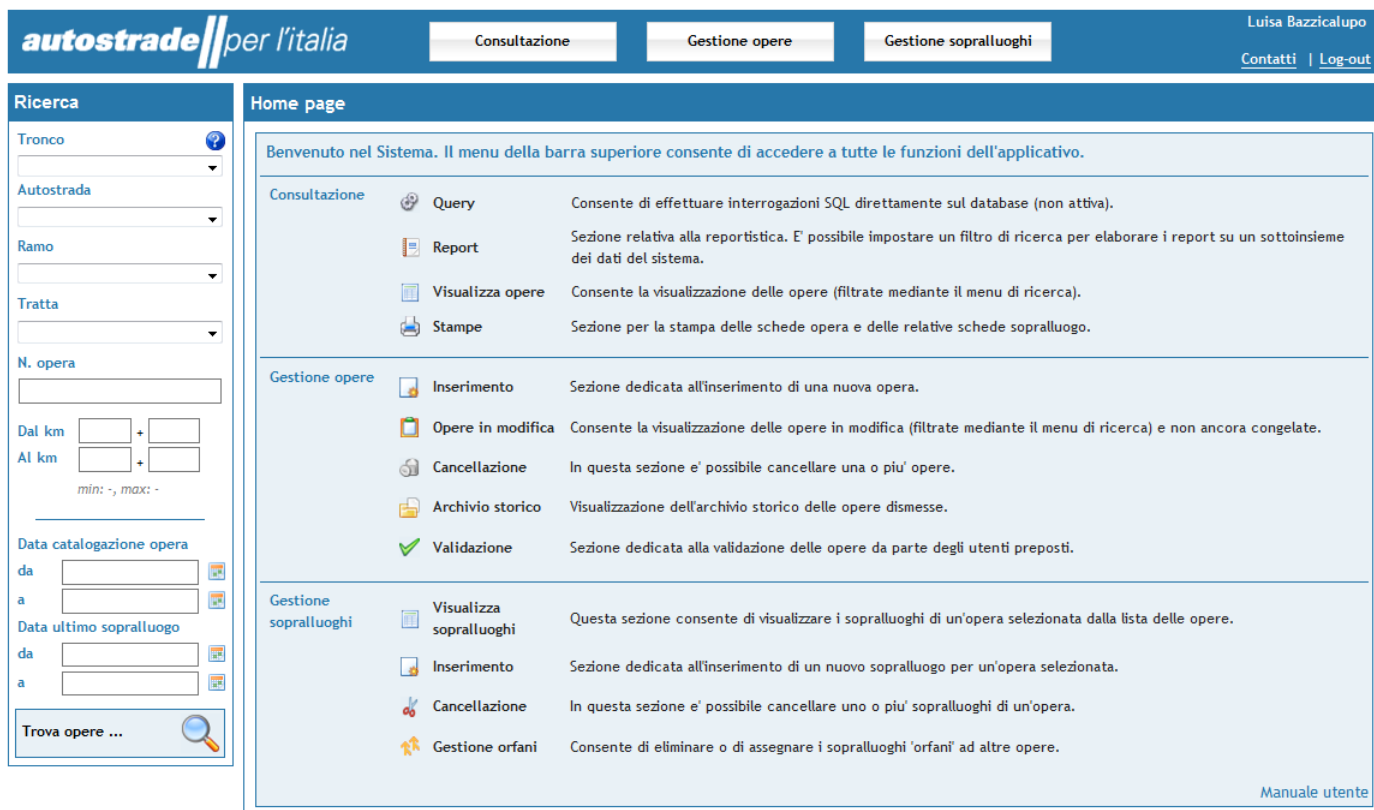 autostrade//per l'italia
Consultazione
Gestione opere
Gestione sopralluoghi
Luisa Bazzicalupo
Contatti | Log-out
Ricerca
Tronco
Autostrada
Ramo
Tratta
N. opera
Dal km +
Al km +
min: -, max: -
Data catalogazione opera
da
a
Data ultimo sopralluogo
da
a
Trova opere ...
Home page
Benvenuto nel Sistema. Il menu della barra superiore consente di accedere a tutte le funzioni dell'applicativo.
Consultazione
Query Consente di effettuare interrogazioni SQL direttamente sul database (non attiva).
Report Sezione relativa alla reportistica. E' possibile impostare un filtro di ricerca per elaborare i report su un sottoinsieme
dei dati del sistema.
Visualizza opere Consente la visualizzazione delle opere (filtrate mediante il menu di ricerca).
Stampe Sezione per la stampa delle schede opera e delle relative schede sopralluogo.
Gestione opere
Inserimento Sezione dedicata all'inserimento di una nuova opera.
Opere in modifica Consente la visualizzazione delle opere in modifica (filtrate mediante il menu di ricerca) e non ancora congelate.
Cancellazione In questa sezione e' possibile cancellare una o piu' opere.
Archivio storico Visualizzazione dell'archivio storico delle opere dismesse.
Validazione Sezione dedicata alla validazione delle opere da parte degli utenti preposti.
Gestione
sopralluoghi
Visualizza
sopralluoghi
Questa sezione consente di visualizzare i sopralluoghi di un'opera selezionata dalla lista delle opere.
Inserimento Sezione dedicata all'inserimento di un nuovo sopralluogo per un'opera selezionata.
Cancellazione In questa sezione e' possibile cancellare uno o piu' sopralluoghi di un'opera.
Gestione orfani Consente di eliminare o di assegnare i sopralluoghi 'orfani' ad altre opere.
Manuale utente